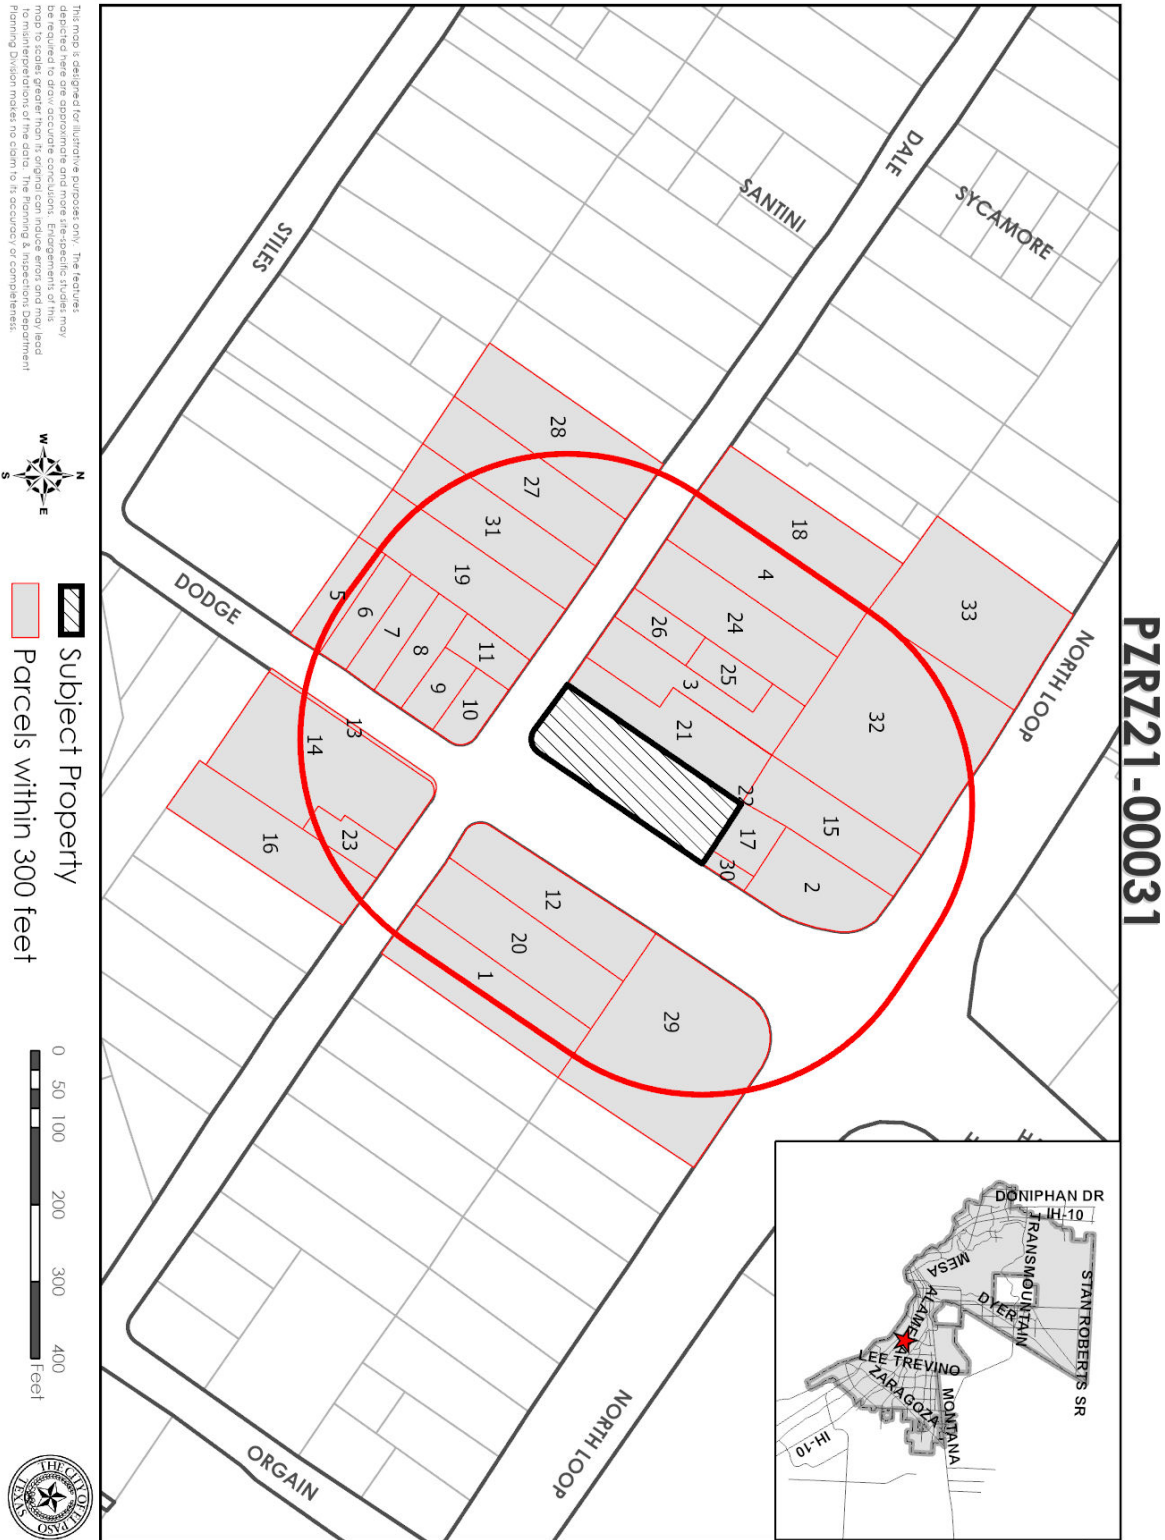 PZRZ21-00031
SYCAMORE
DALE
SANTINI
STILES
NORTH LOOP
DODGE
33
18
4
24
26
25
3
21
32
22
15
17
30
2
28
27
31
19
5
6
7
8
11
9
10
13
14
23
16
12
20
1
29
NORTH LOOP
ORGAIN
H
HA
DONIPHAN DR
IH-10
TRANSMOUNTAIN
STAN ROBERTS SR
MESA
DYER
ALAMEDA
LEE TREVINO
ZARAGOZA
MONTANA
IH-10
This map is designed for illustrative purposes only. The features
depicted here are approximate and more site-specific studies may
be required to draw accurate conclusions. Enlargements of this
map to scales greater than its original can induce errors and may lead
to misinterpretations of the data. The Planning & Inspections Department
Planning Division makes no claim to its accuracy or completeness.
N
W E
S
Subject Property
Parcels within 300 feet
0 50 100 200 300 400
Feet
THE CITY OF EL PASO
TEXAS